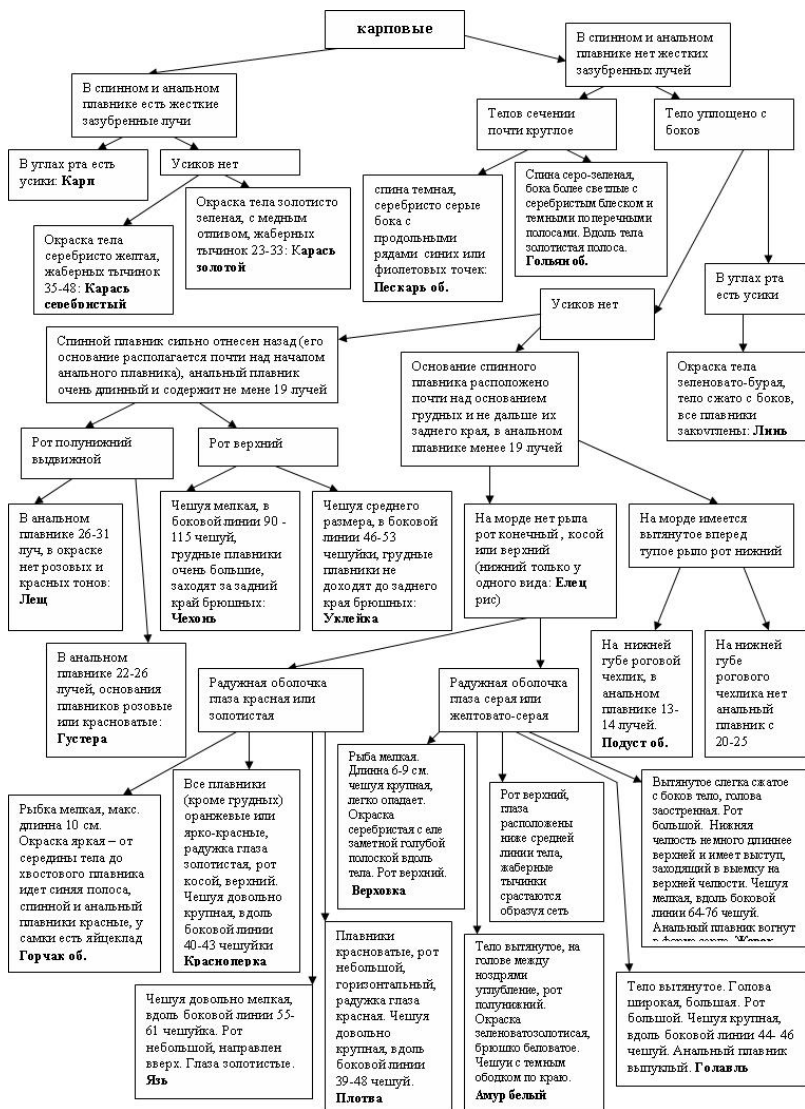 карповые
В спинном и анальном
плавнике нет жестких
зазубренных лучей
В спинном и анальном
плавнике есть жесткие
зазубренные лучи
Телов сечении
почти круглое
Тело уплощено с
боков
В углах рта есть
усики: Карп
Усиков нет
Окраска тела золотисто
зеленая, с медным
отливом, жаберных
тычинок 23-33: Карась
золотой
Окраска тела
серебристо желтая,
жаберных тычинок
35-48: Карась
серебристый
спина темная,
серебристо серые
бока с
продольными
рядами синих или
фиолетовых точек:
Пескарь об.
Спина серо-зеленая,
бока более светлые с
серебристым блеском и
темными поперечными
полосами. Вдоль тела
золотистая полоса.
Гольян об.
Усиков нет
В углах рта
есть усики
Спинной плавник сильно отнесен назад (его
основание располагается почти над началом
анального плавника), анальный плавник
очень длинный и содержит не мене 19 лучей
Основание спинного
плавника расположено
почти над основанием
грудных и не дальше их
заднего края, в анальном
плавнике менее 19 лучей
Окраска тела
зеленовато-бурая,
тело сжато с боков,
все плавники
закруглены: Линь
Рот полунижний
выдвижной
Рот верхний
В анальном
плавнике 26-31
луч, в окраске
нет розовых и
красных тонов:
Лещ
Чешуя мелкая, в
боковой линии 90 -
115 чешуй,
грудные плавники
очень большие,
заходят за задний
край брюшных:
Чехонь
Чешуя среднего
размера, в боковой
линии 46-53
чешуйки, грудные
плавники не
доходят до заднего
края брюшных:
Уклейка
На морде нет рыла
рот конечный , косой
или верхний
(нижний только у
одного вида: Елец
рис)
На морде имеется
вытянутое вперед
тупое рыло рот нижний
В анальном
плавнике 22-26
лучей, основания
плавников розовые
или красноватые:
Густера
Радужная оболочка
глаза красная или
золотистая
Радужная оболочка
глаза серая или
желтовато-серая
На нижней
губе роговой
чехлик, в
анальном
плавнике 13-
14 лучей.
Подуст об.
На нижней
губе
рогового
чехлика нет
анальный
плавник с
20-25
Рыбка мелкая, макс.
длинна 10 см.
Окраска яркая – от
середины тела до
хвостового плавника
идет синяя полоса,
спинной и анальный
плавники красные, у
самки есть яйцеклад
Горчак об.
Все плавники
(кроме грудных)
оранжевые или
ярко-красные,
радужка глаза
золотистая, рот
косой, верхний.
Чешуя довольно
крупная, вдоль
боковой линии
40-43 чешуйки
Красноперка
Рыба мелкая.
Длинна 6-9 см.
чешуя крупная,
легко опадает.
Окраска
серебристая с еле
заметной голубой
полоской вдоль
тела. Рот верхний.
Верховка
Рот верхний,
глаза
расположены
ниже средней
линии тела,
жаберные
тычинки
срастаются
образуя сеть
Вытянутое слегка сжатое
с боков тело, голова
заостренная. Рот
большой. Нижняя
челюсть немного длиннее
верхней и имеет выступ,
заходящий в выемку на
верхней челюсти. Чешуя
мелкая, вдоль боковой
линии 64-76 чешуй.
Анальный плавник вогнут
Чешуя довольно мелкая,
вдоль боковой линии 55-
61 чешуйка. Рот
небольшой, направлен
вверх. Глаза золотистые.
Язь
Плавники
красноватые, рот
небольшой,
горизонтальный,
радужка глаза
красная. Чешуя
довольно
крупная, вдоль
боковой линии
39-48 чешуй.
Плотва
Тело вытянутое, на
голове между
ноздрями
углубление, рот
полунижний.
Окраска
зеленоватозолотисая,
брюшко беловатое.
Чешуи с темным
ободком по краю.
Амур белый
Тело вытянутое. Голова
широкая, большая. Рот
большой. Чешуя крупная,
вдоль боковой линии 44- 46
чешуй. Анальный плавник
выпуклый. Голавль